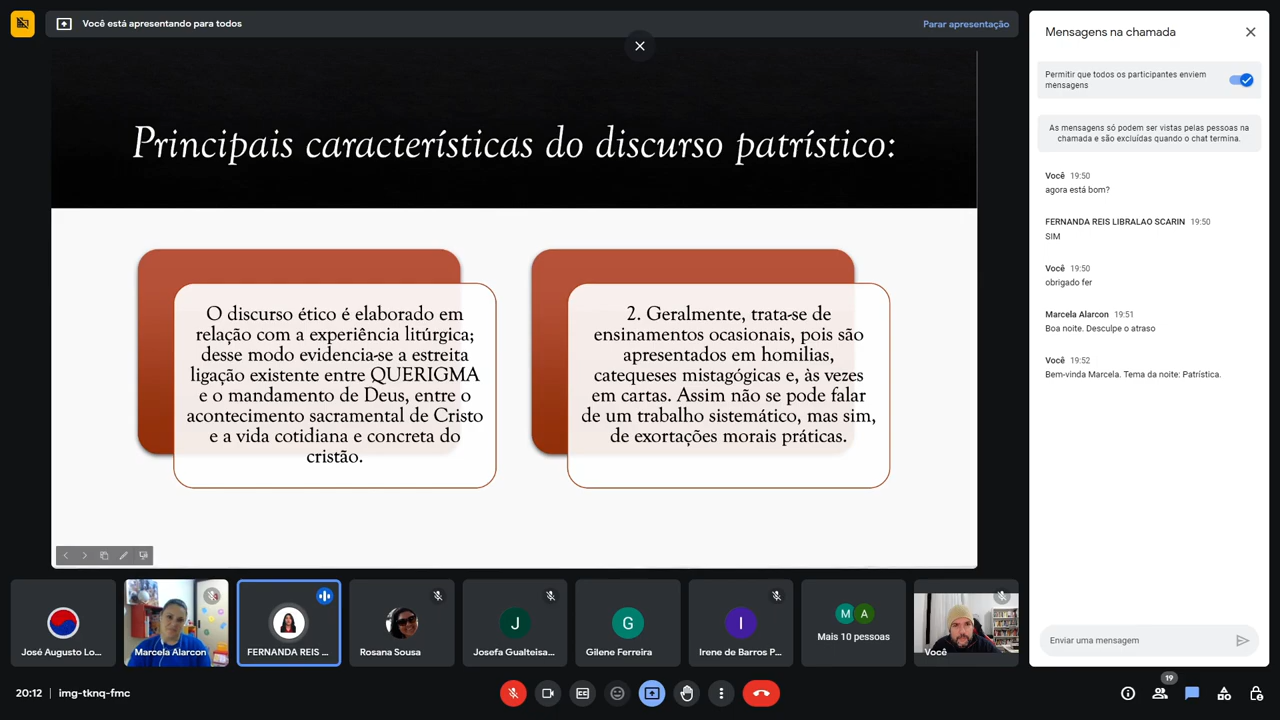 Você está apresentando para todos
Parar apresentação
Principais características do discurso patrístico:
O discurso ético é elaborado em
relação com a experiência litúrgica;
desse modo evidencia-se a estreita
ligação existente entre QUERIGMA
e o mandamento de Deus, entre o
acontecimento sacramental de Cristo
e a vida cotidiana e concreta do
cristão.
2. Geralmente, trata-se de
ensinamentos ocasionais, pois são
apresentados em homilias,
catequeses mistagógicas e, às vezes
em cartas. Assim não se pode falar
de um trabalho sistemático, mas sim,
de exortações morais práticas.
José Augusto Lo...
Marcela Alarcon
FERNANDA REIS ...
Rosana Sousa
J
Josefa Gualteisa...
G
Gilene Ferreira
I
Irene de Barros P...
M A
Mais 10 pessoas
Você
20:12 img-tknq-fmc
Mensagens na chamada
Permitir que todos os participantes enviem
mensagens
As mensagens só podem ser vistas pelas pessoas na
chamada e são excluídas quando o chat termina.
Você 19:50
agora está bom?
FERNANDA REIS LIBRALAO SCARIN 19:50
SIM
Você 19:50
obrigado fer
Marcela Alarcon 19:51
Boa noite. Desculpe o atraso
Você 19:52
Bem-vinda Marcela. Tema da noite: Patrística.
Enviar uma mensagem
19